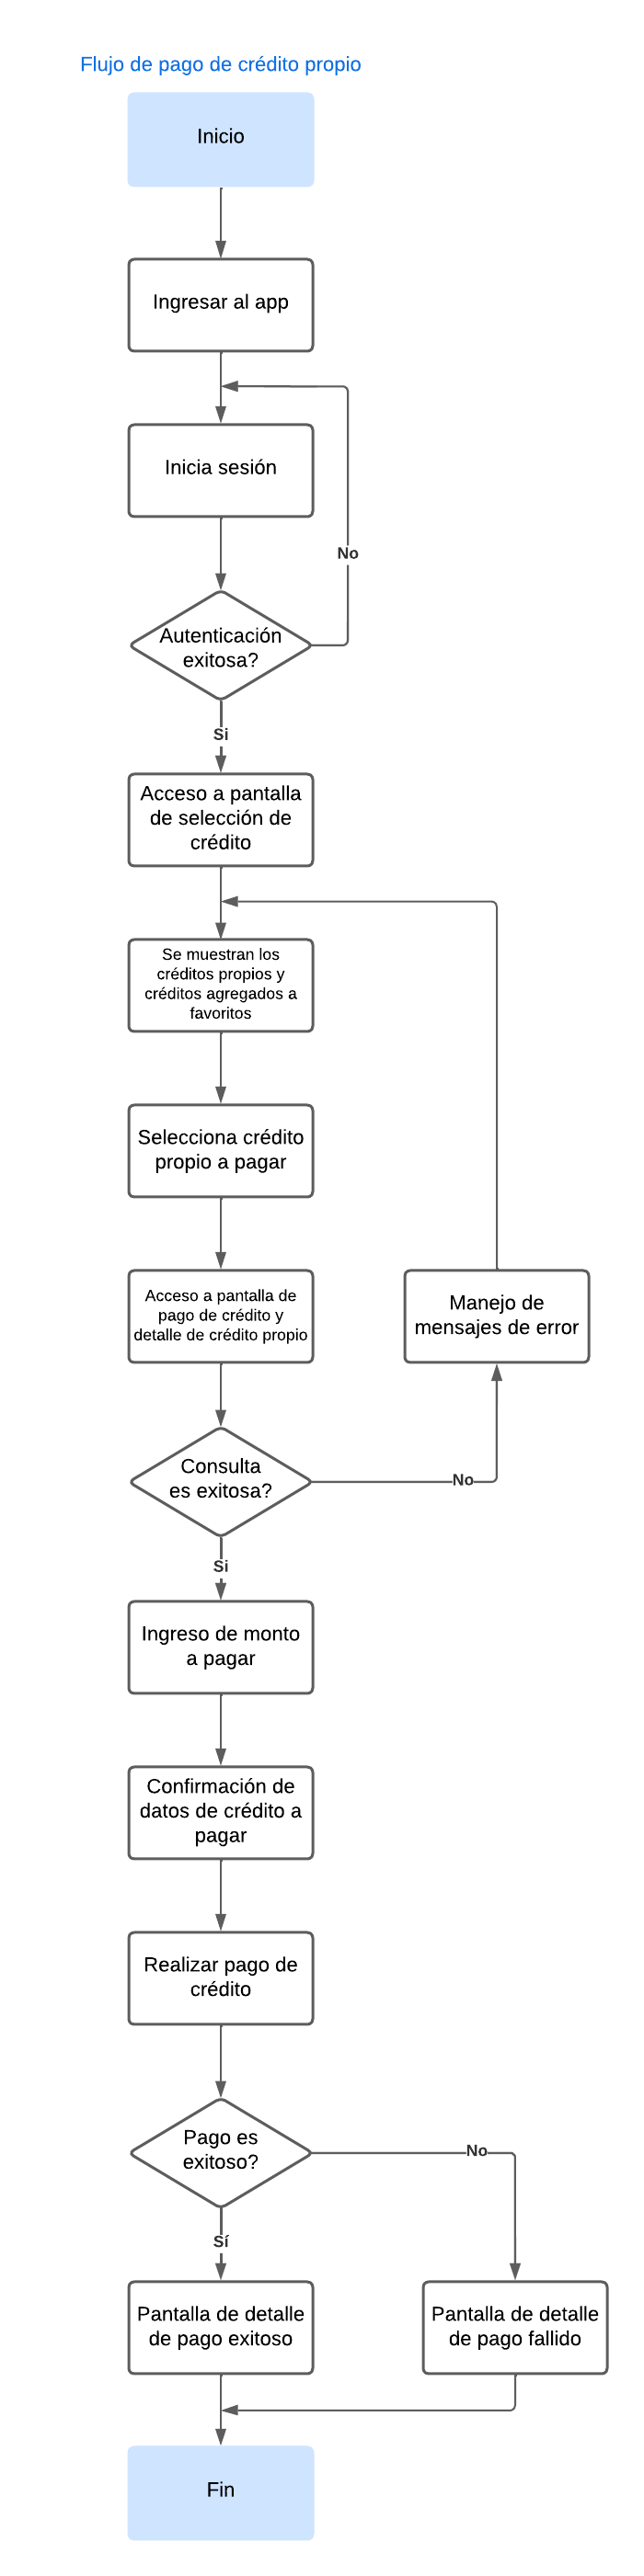 Flujo de pago de crédito propio
Inicio
Ingresar al app
Inicia sesión
No
Autenticación
exitosa?
Si
Acceso a pantalla
de selección de
crédito
Se muestran los
créditos propios y
créditos agregados a
favoritos
Selecciona crédito
propio a pagar
Acceso a pantalla de
pago de crédito y
detalle de crédito propio
Manejo de
mensajes de error
Consulta
es exitosa?
No
Si
Ingreso de monto
a pagar
Confirmación de
datos de crédito a
pagar
Realizar pago de
crédito
Pago es
exitoso?
No
Sí
Pantalla de detalle
de pago exitoso
Pantalla de detalle
de pago fallido
Fin